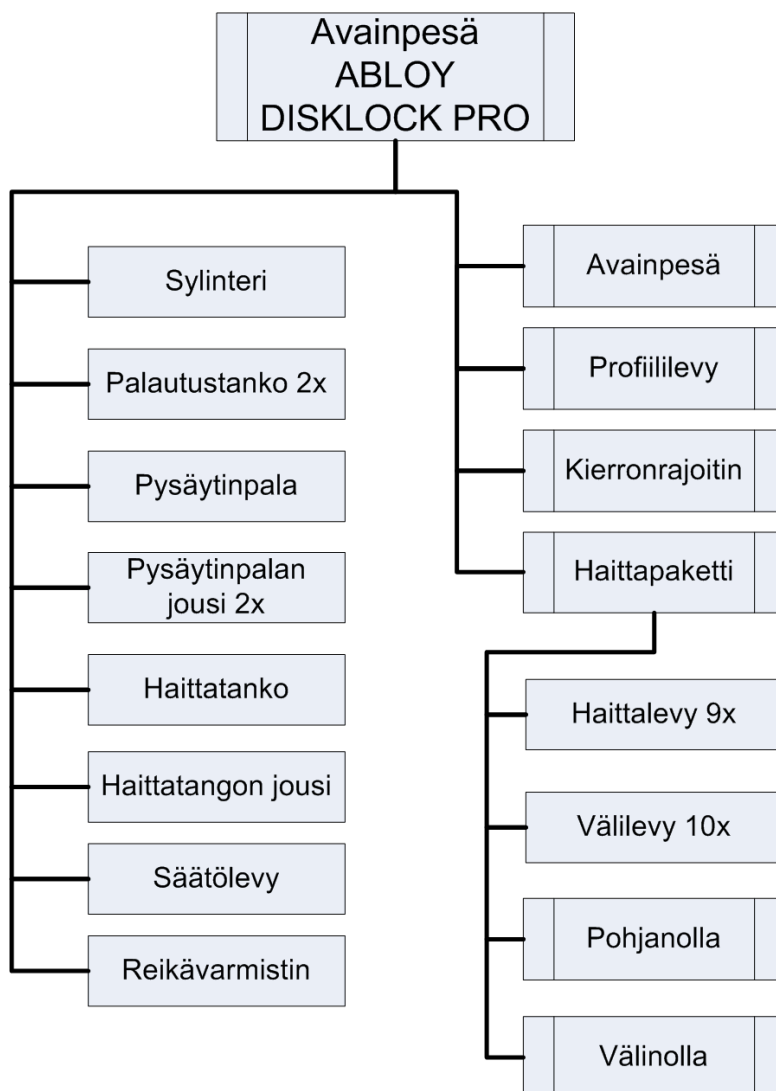 Avainpesä
ABLOY
DISKLOCK PRO
Sylinteri
Palautustanko 2x
Pysäytinpala
Pysäytinpalan
jousi 2x
Haittatanko
Haittatangon jousi
Säätölevy
Reikävarmistin
Avainpesä
Profiililevy
Kierronrajoitin
Haittapaketti
Haittalevy 9x
Välilevy 10x
Pohjanolla
Välinolla